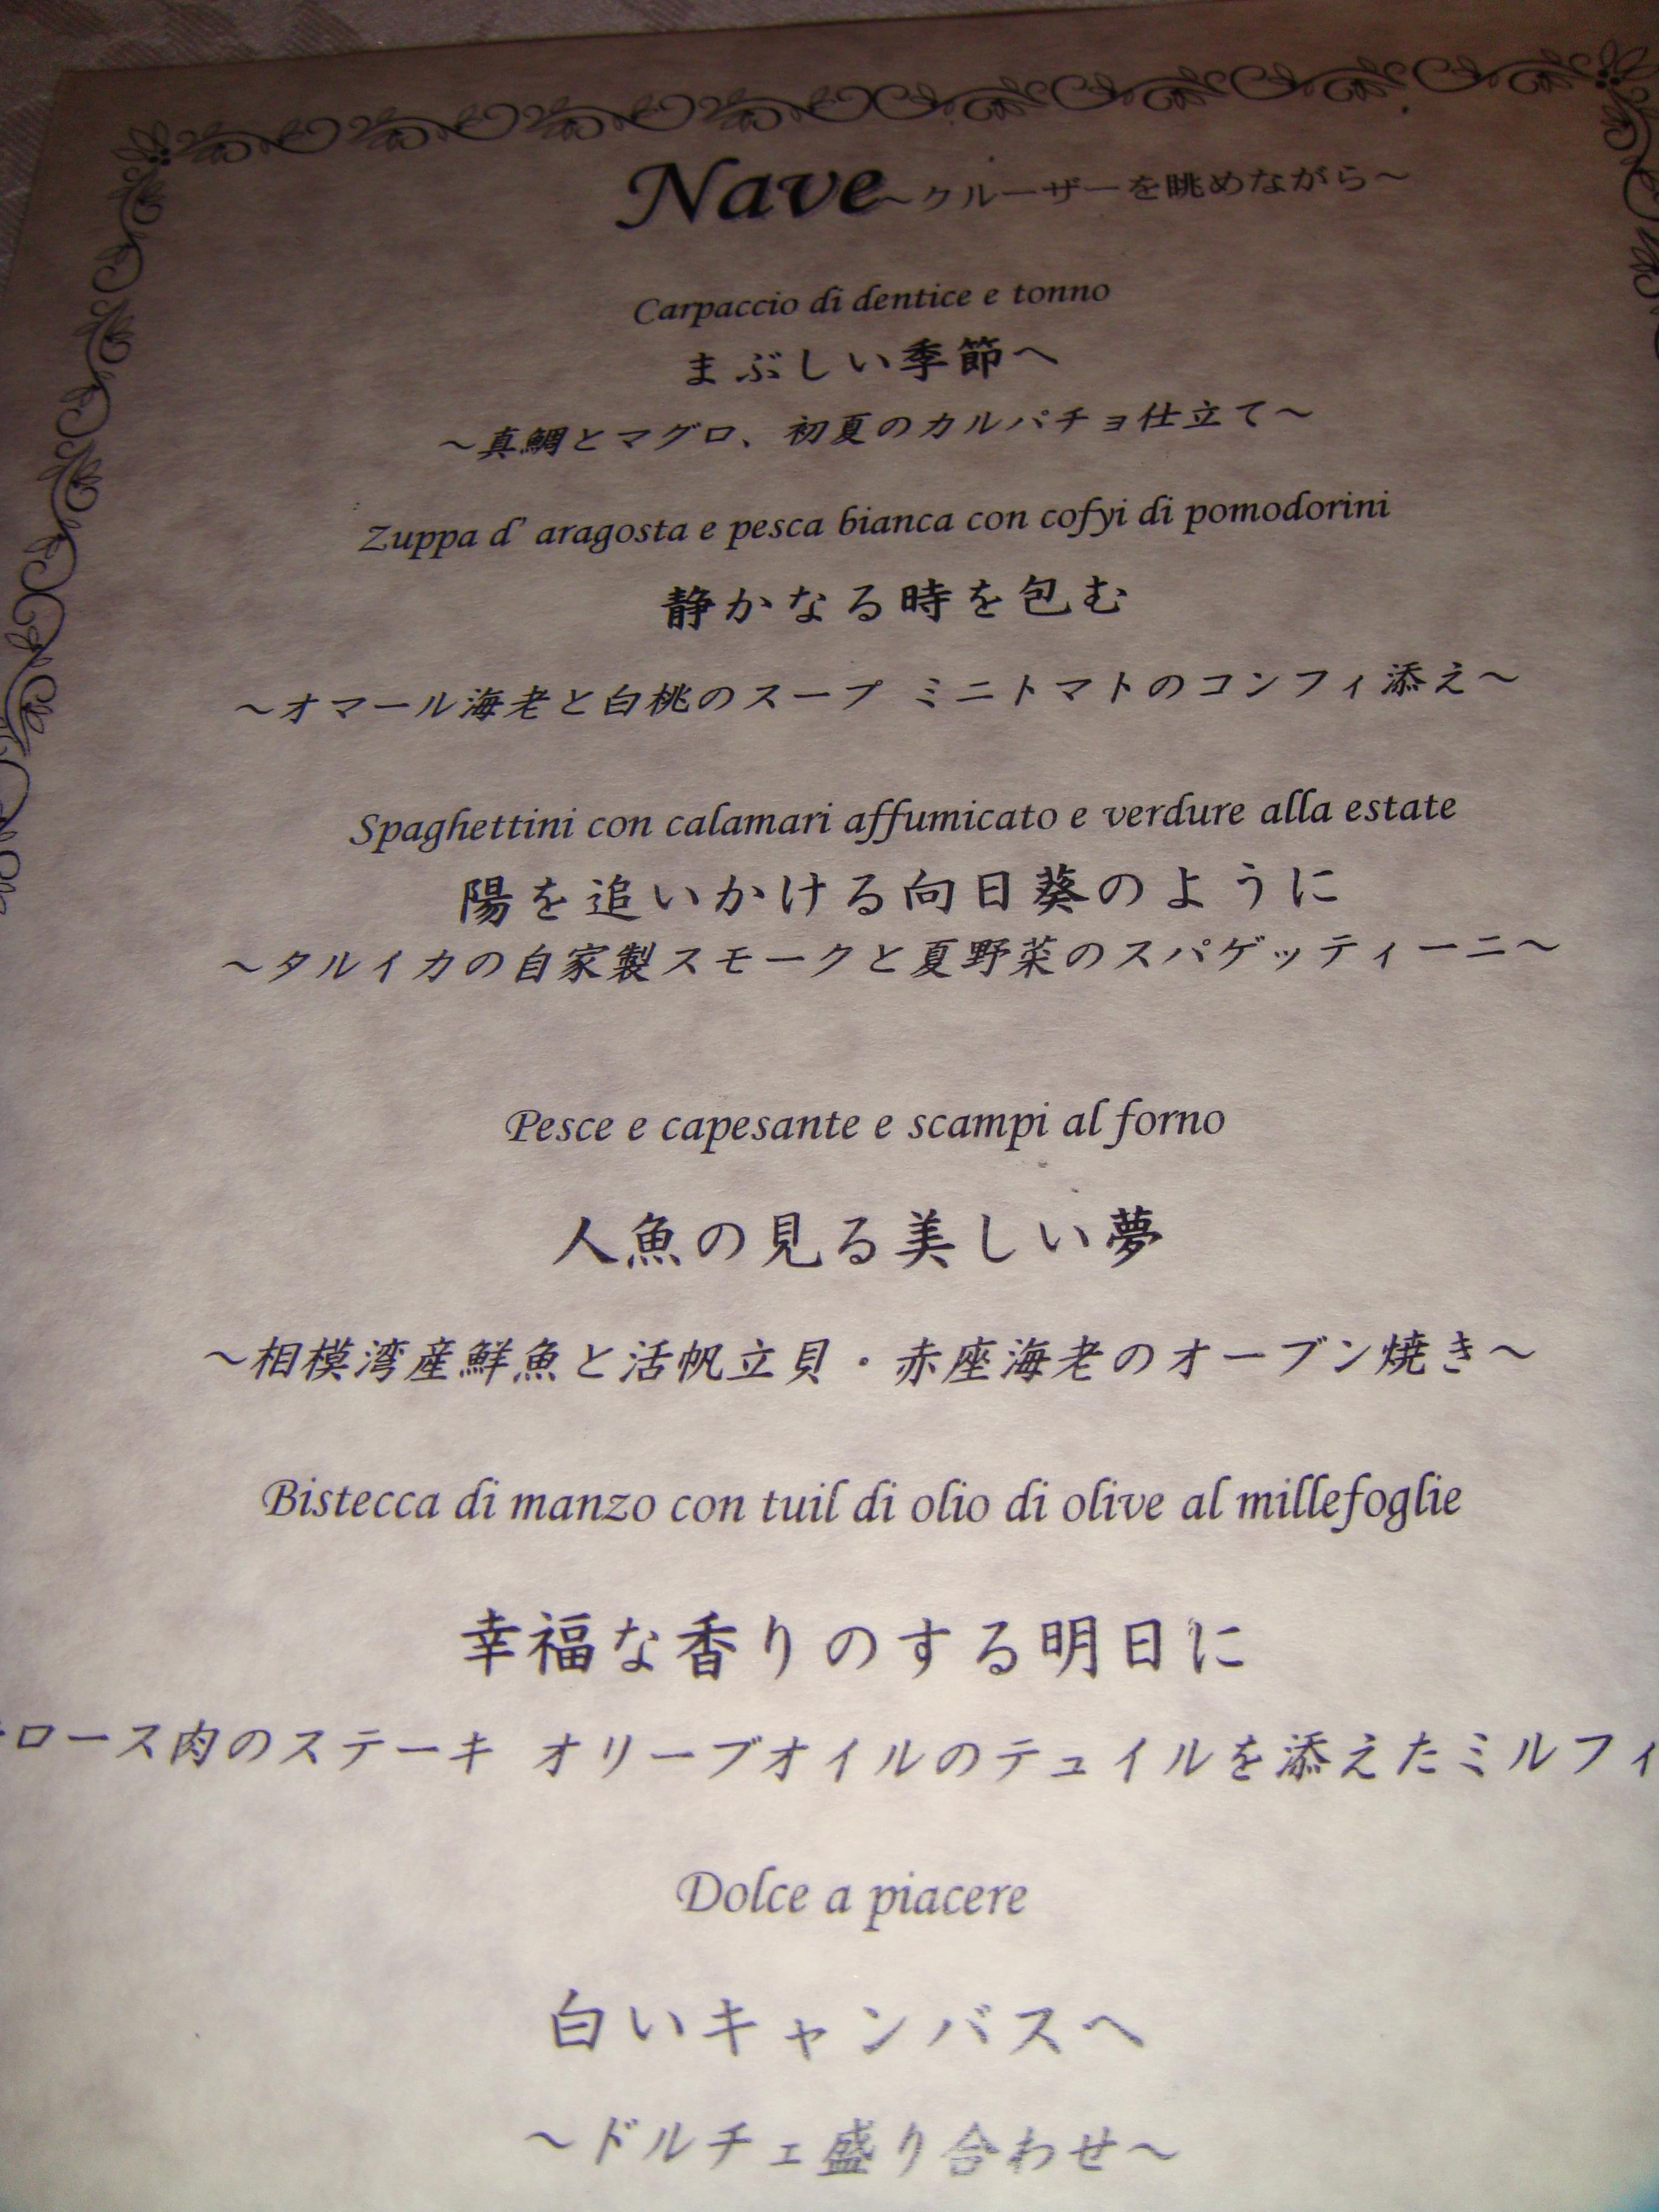 Nave～クルーザーを眺めながら～
Carpaccio di dentice e tonno
まぶしい季節へ
～真鯛とマグロ、初夏のカルパチョ仕立て～
Zuppa d' aragosta e pesca bianca con cofyi di pomodorini
静かなる時を包む
～オマール海老と白桃のスープ ミニトマトのコンフィ添え～
Spaghettini con calamari affumicato e verdure alla estate
陽を追いかける向日葵のように
～タルイカの自家製スモークと夏野菜のスパゲッティーニ～
Pesce e capesante e scampi al forno
人魚の見る美しい夢
～相模湾産鮮魚と活帆立貝・赤座海老のオーブン焼き～
Bistecca di manzo con tuil di olio di olive al millefoglie
幸福な香りのする明日に
ロース肉のステーキ オリーブオイルのテュイルを添えたミルフィ
Dolce a piacere
白いキャンバスへ
～ドルチェ盛り合わせ～